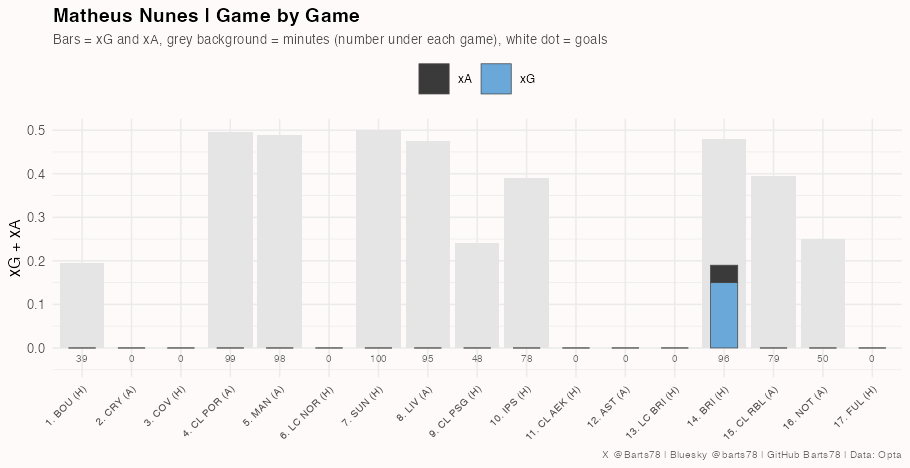 Matheus Nunes | Game by Game
Bars = xG and xA, grey background = minutes (number under each game), white dot = goals
xA xG
xG + xA
0.5
0.4
0.3
0.2
0.1
0.0
39 0 0 99 98 0 100 95 48 78 0 0 0 96 79 50 0
1. BOU (H)
2. CRY (A)
3. COV (H)
4. CL POR (A)
5. MAN (A)
6. LC NOR (H)
7. SUN (H)
8. LIV (A)
9. CL PSG (H)
10. IPS (H)
11. CL AEK (H)
12. AST (A)
13. LC BRI (H)
14. BRI (H)
15. CL RBL (A)
16. NOT (A)
17. FUL (H)
X @Barts78 | Bluesky @barts78 | GitHub Barts78 | Data: Opta